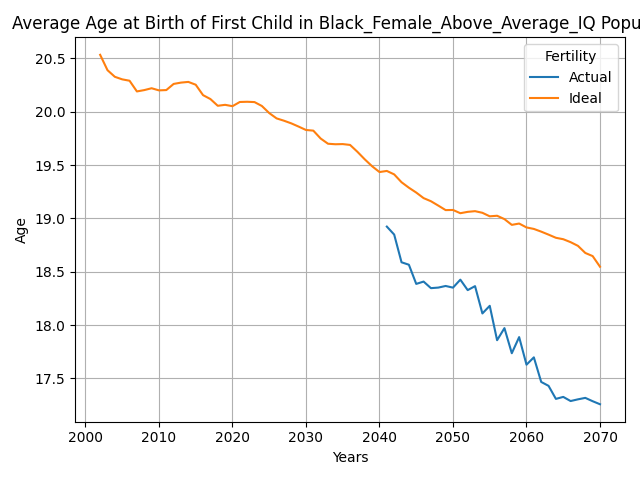 Average Age at Birth of First Child in Black_Female_Above_Average_IQ Popu
Fertility
Actual
Ideal
20.5
20.0
19.5
19.0
18.5
18.0
17.5
Age
2000 2010 2020 2030 2040 2050 2060 2070
Years